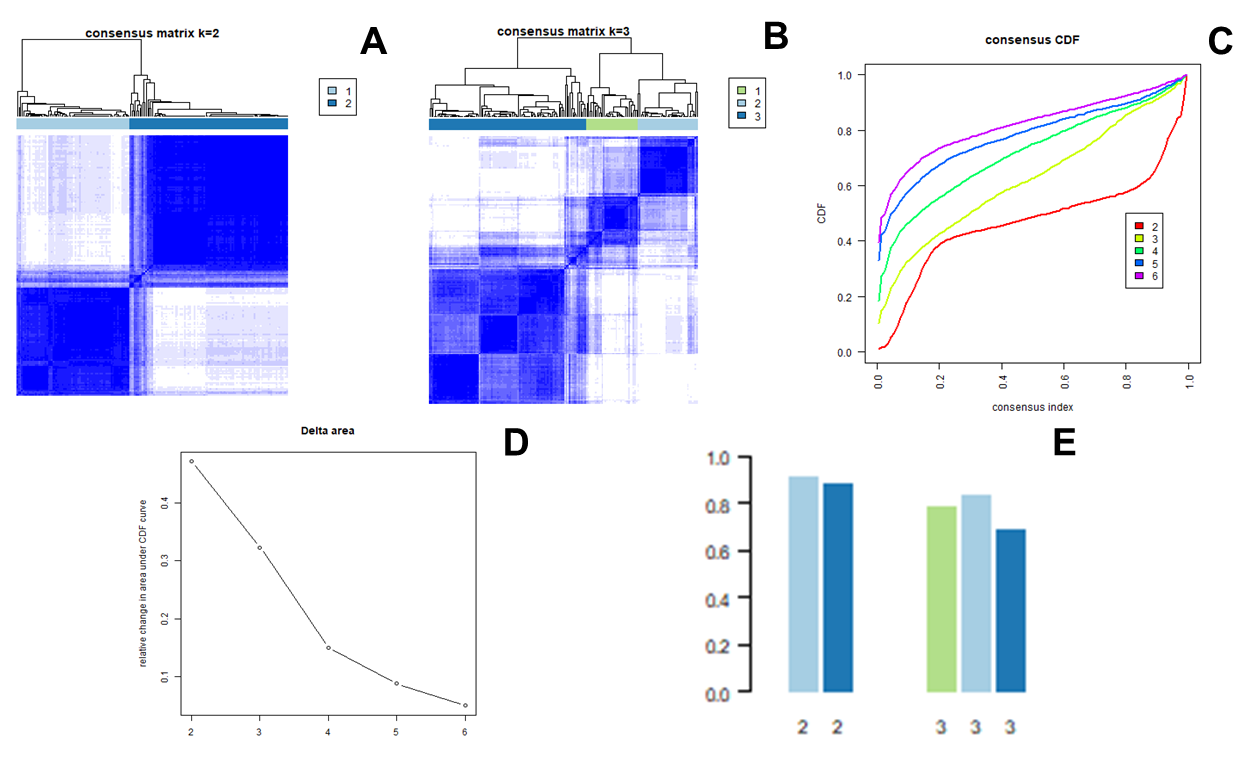 consensus matrix k=2
A
1
2
consensus matrix k=3
B
1
2
3
consensus CDF
C
CDF
1.0
0.8
0.6
0.4
0.2
0.0
2
3
4
5
6
0.0
0.2
0.4
0.6
0.8
1.0
consensus index
Delta area
D
relative change in area under CDF curve
0.4
0.3
0.2
0.1
2
3
4
5
6
E
1.0
0.8
0.6
0.4
0.2
0.0
2 2 3 3 3